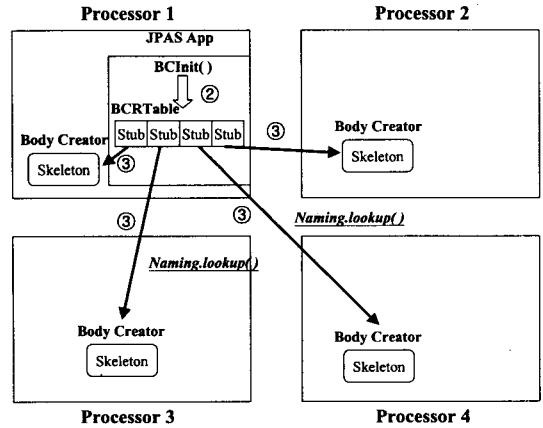 Processor 1
Processor 2
JPAS App
BCInit( )
②
BCRTable
Stub Stub Stub Stub
③
Body Creator
③
Skeleton
Body Creator
Skeleton
③
③
Naming.lookup( )
Naming.lookup( )
Body Creator
Skeleton
Body Creator
Skeleton
Processor 3
Processor 4